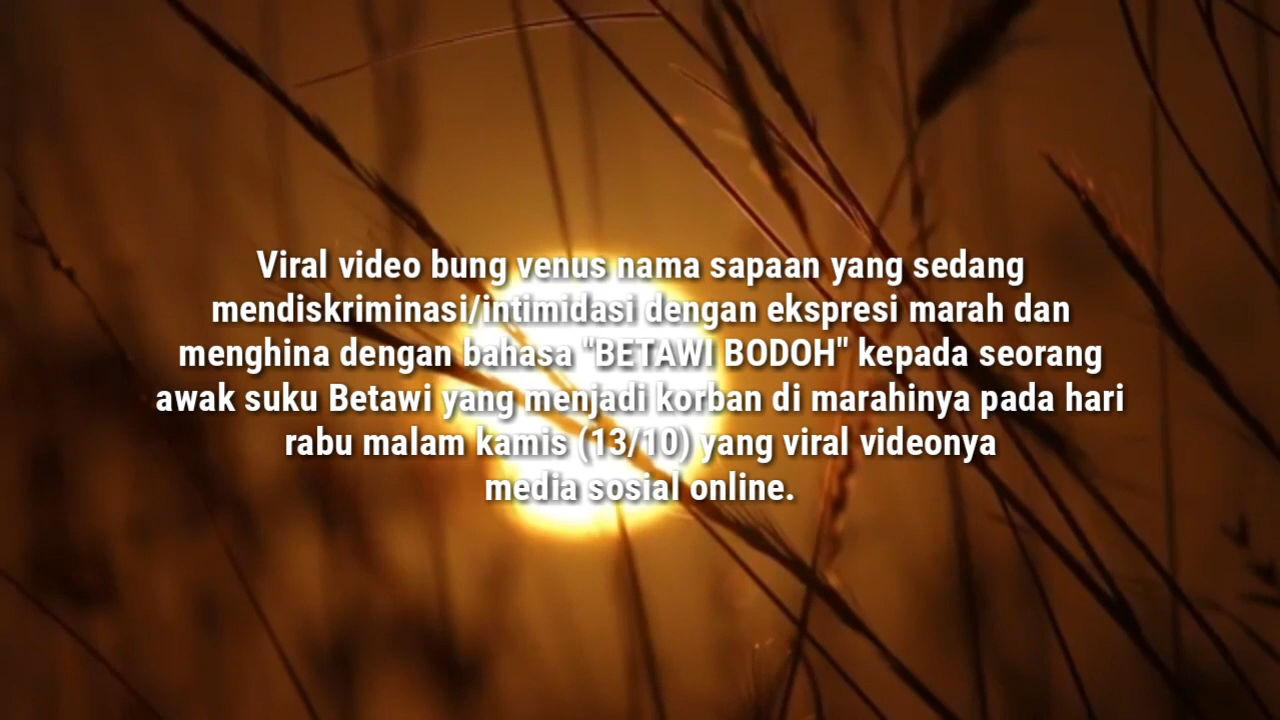 Viral video bung venus nama sapaan yang sedang
mendiskriminasi/intimidasi dengan ekspresi marah dan
menghina dengan bahasa "BETAWI BODOH" kepada seorang
awak suku Betawi yang menjadi korban di marahinya pada hari
rabu malam kamis (13/10) yang viral videonya
media sosial online.